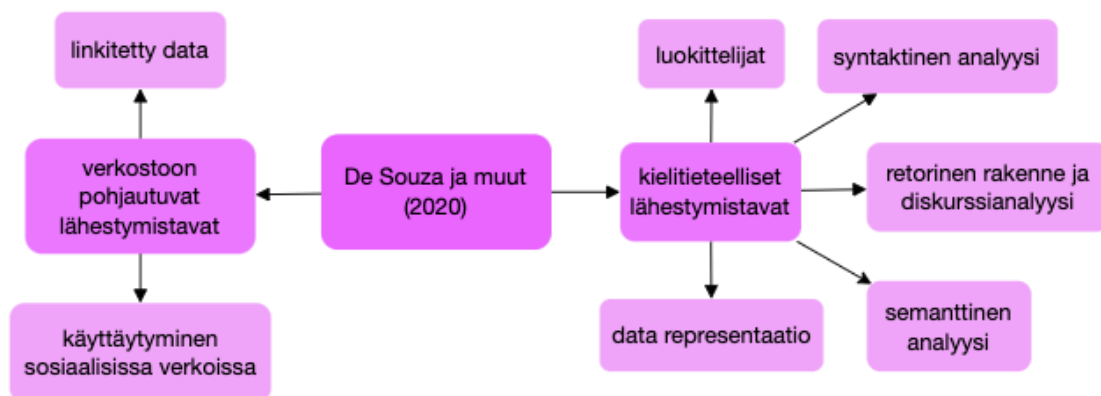 linkitetty data
verkostoon
pohjautuvat
lähestymistavat
käyttäytyminen
sosiaalisissa verkoissa
De Souza ja muut
(2020)
luokittelijat
syntaktinen analyysi
kielitieteelliset
lähestymistavat
retorinen rakenne ja
diskurssianalyysi
data representaatio
semanttinen
analyysi